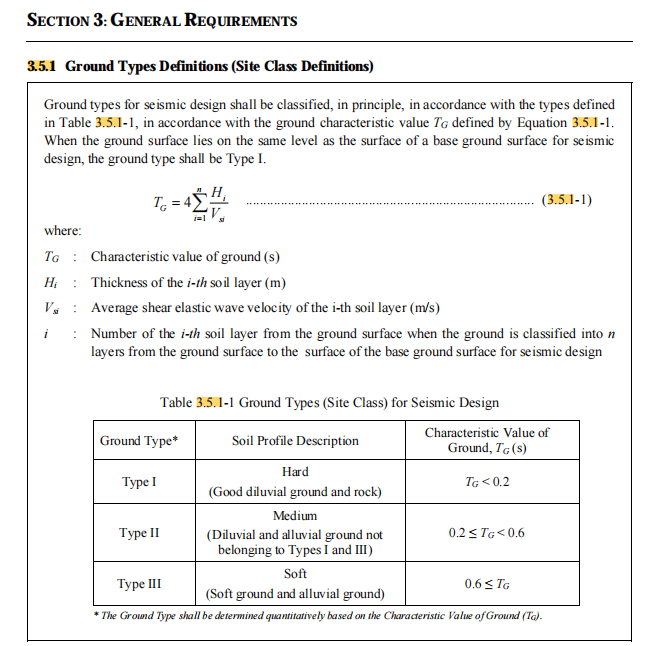 SECTION 3: GENERAL REQUIREMENTS
3.5.1 Ground Types Definitions (Site Class Definitions)
Ground types for seismic design shall be classified, in principle, in accordance with the types defined
in Table 3.5.1-1, in accordance with the ground characteristic value TG defined by Equation 3.5.1-1.
When the ground surface lies on the same level as the surface of a base ground surface for seismic
design, the ground type shall be Type I.
T_G = 4 \sum_{i=1}^{n} \frac{H_i}{V_{si}} ................................................................................ (3.5.1-1)
where:
TG : Characteristic value of ground (s)
Hi : Thickness of the i-th soil layer (m)
Vsi : Average shear elastic wave velocity of the i-th soil layer (m/s)
i : Number of the i-th soil layer from the ground surface when the ground is classified into n
layers from the ground surface to the surface of the base ground surface for seismic design
Table 3.5.1-1 Ground Types (Site Class) for Seismic Design
Ground Type* Soil Profile Description Characteristic Value of
Ground, TG (s)
Type I Hard
(Good diluvial ground and rock) TG < 0.2
Type II Medium
(Diluvial and alluvial ground not
belonging to Types I and III) 0.2 ≤ TG < 0.6
Type III Soft
(Soft ground and alluvial ground) 0.6 ≤ TG
* The Ground Type shall be determined quantitatively based on the Characteristic Value of Ground (TG).